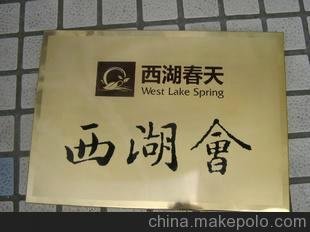 西湖春天
West Lake Spring
西湖會
china.makepolo.com